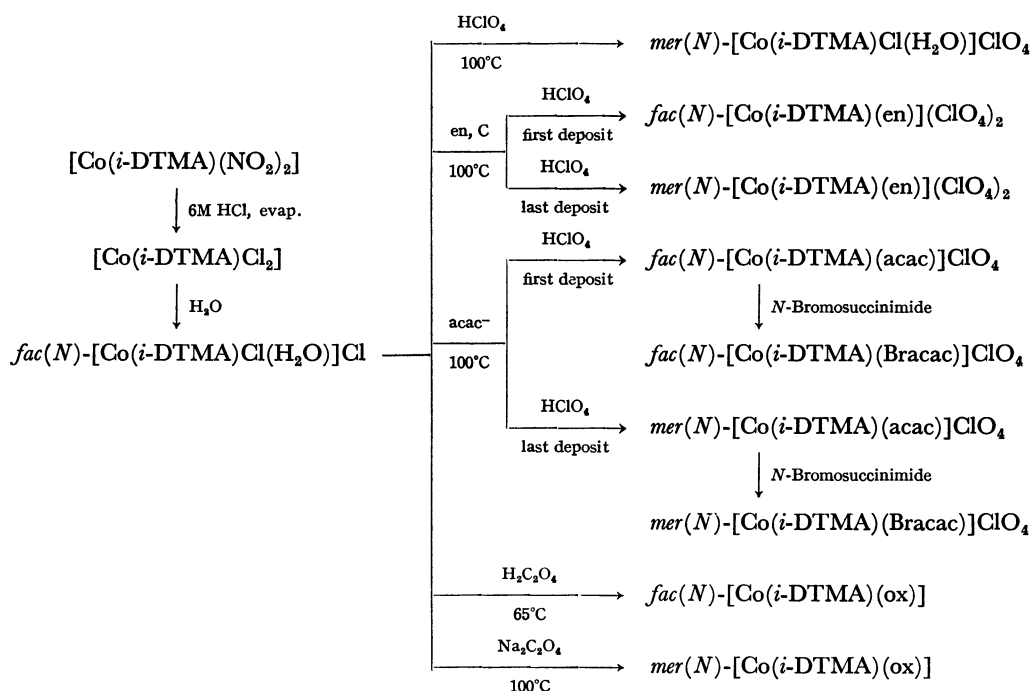 HClO₄
100°C
mer(N)-[Co(i-DTMA)Cl(H₂O)]ClO₄
en, C
100°C
HClO₄
first deposit
fac(N)-[Co(i-DTMA)(en)](ClO₄)₂
HClO₄
last deposit
mer(N)-[Co(i-DTMA)(en)](ClO₄)₂
[Co(i-DTMA)(NO₂)₂]
6M HCl, evap.
[Co(i-DTMA)Cl₂]
H₂O
fac(N)-[Co(i-DTMA)Cl(H₂O)]Cl
acac⁻
100°C
HClO₄
first deposit
fac(N)-[Co(i-DTMA)(acac)]ClO₄
N-Bromosuccinimide
fac(N)-[Co(i-DTMA)(Bracac)]ClO₄
HClO₄
last deposit
mer(N)-[Co(i-DTMA)(acac)]ClO₄
N-Bromosuccinimide
mer(N)-[Co(i-DTMA)(Bracac)]ClO₄
H₂C₂O₄
65°C
fac(N)-[Co(i-DTMA)(ox)]
Na₂C₂O₄
100°C
mer(N)-[Co(i-DTMA)(ox)]